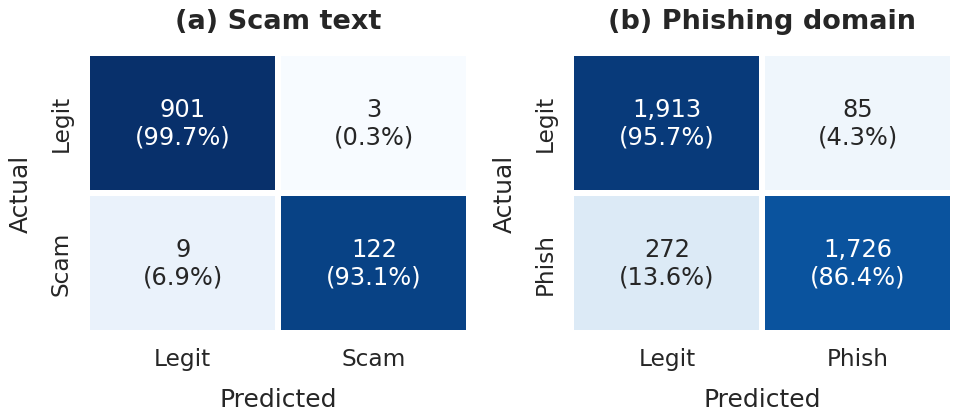 (a) Scam text
Actual
Legit
901
(99.7%)
3
(0.3%)
Scam
9
(6.9%)
122
(93.1%)
Legit
Scam
Predicted
(b) Phishing domain
Actual
Legit
1,913
(95.7%)
85
(4.3%)
Phish
272
(13.6%)
1,726
(86.4%)
Legit
Phish
Predicted